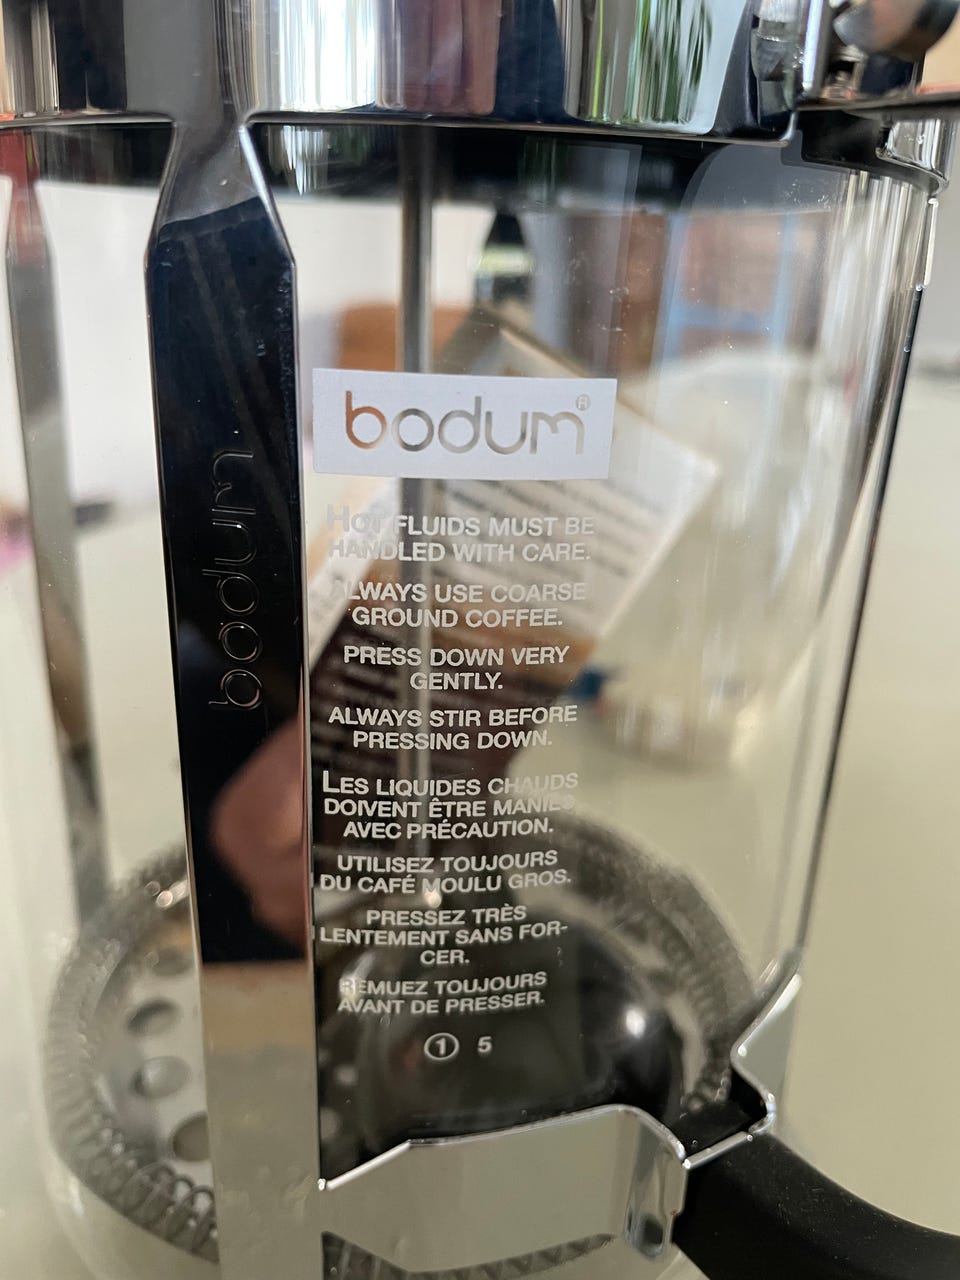 bodum®
HOT FLUIDS MUST BE
HANDLED WITH CARE.
ALWAYS USE COARSE
GROUND COFFEE.
PRESS DOWN VERY
GENTLY.
ALWAYS STIR BEFORE
PRESSING DOWN.
LES LIQUIDES CHAUDS
DOIVENT ÊTRE MANIÉS
AVEC PRÉCAUTION.
UTILISEZ TOUJOURS
DU CAFÉ MOULU GROS.
PRESSEZ TRÈS
LENTEMENT SANS FOR-
CER.
REMUEZ TOUJOURS
AVANT DE PRESSER.
① 5
bodum